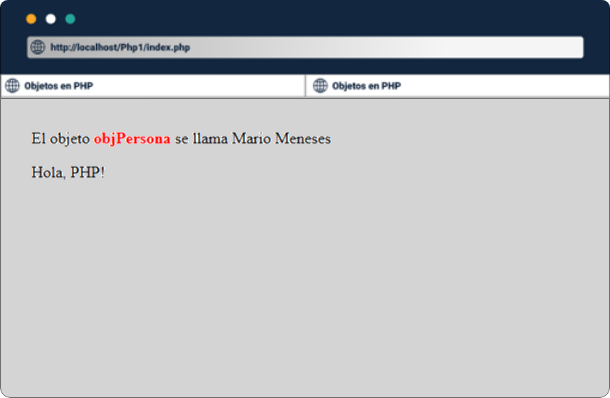 http://localhost/Php1/index.php
Objetos en PHP
Objetos en PHP
El objeto objPersona se llama Mario Meneses
Hola, PHP!